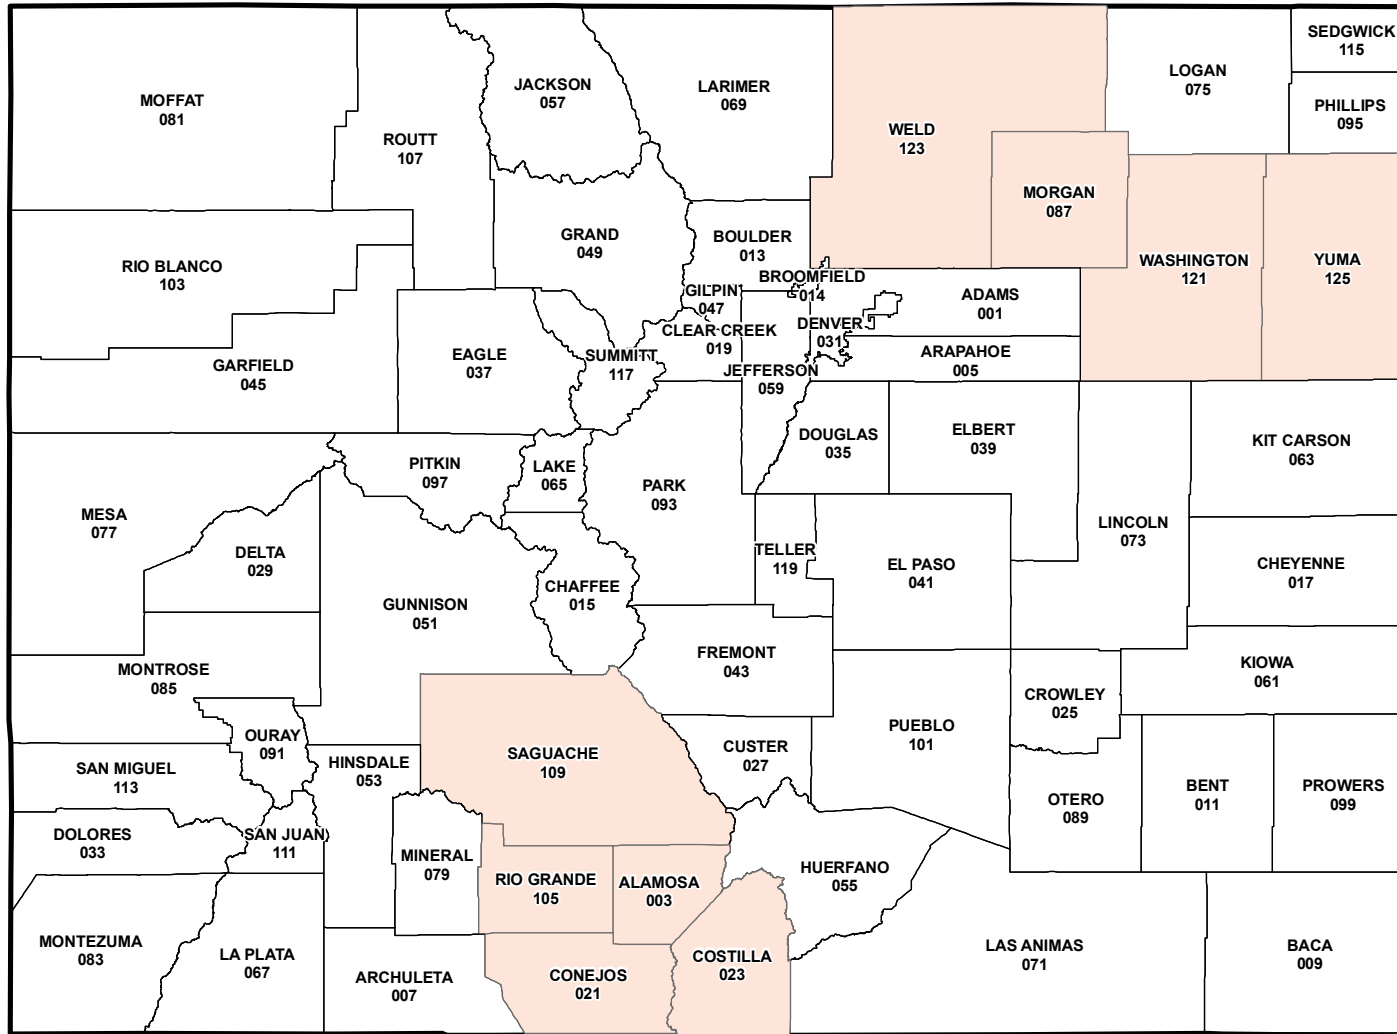 SEDGWICK
115
LOGAN
075
JACKSON
057
LARIMER
069
MOFFAT
081
PHILLIPS
095
WELD
123
ROUTT
107
MORGAN
087
GRAND
049
BOULDER
013
RIO BLANCO
103
WASHINGTON
121
YUMA
125
BROOMFIELD
014
GILPIN
047
ADAMS
001
CLEAR CREEK
019
DENVER
031
EAGLE
037
SUMMITT
117
ARAPAHOE
005
GARFIELD
045
JEFFERSON
059
DOUGLAS
035
ELBERT
039
KIT CARSON
063
PITKIN
097
LAKE
065
PARK
093
MESA
077
LINCOLN
073
DELTA
029
TELLER
119
EL PASO
041
CHEYENNE
017
CHAFFEE
015
GUNNISON
051
FREMONT
043
MONTROSE
085
KIOWA
061
CROWLEY
025
PUEBLO
101
OURAY
091
HINSDALE
053
SAGUACHE
109
CUSTER
027
SAN MIGUEL
113
BENT
011
PROWERS
099
OTERO
089
DOLORES
033
SAN JUAN
111
MINERAL
079
RIO GRANDE
105
ALAMOSA
003
HUERFANO
055
MONTEZUMA
083
LA PLATA
067
ARCHULETA
007
CONEJOS
021
COSTILLA
023
LAS ANIMAS
071
BACA
009